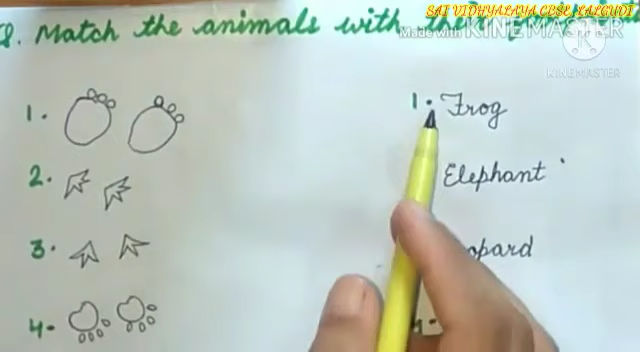 SAI VIDHYALAYA CBSE, LALGUDI
Q. Match the animals with
Made with KINEMASTER
KINEMASTER
1.
1. Frog
2.
Elephant
3.
opard
4.